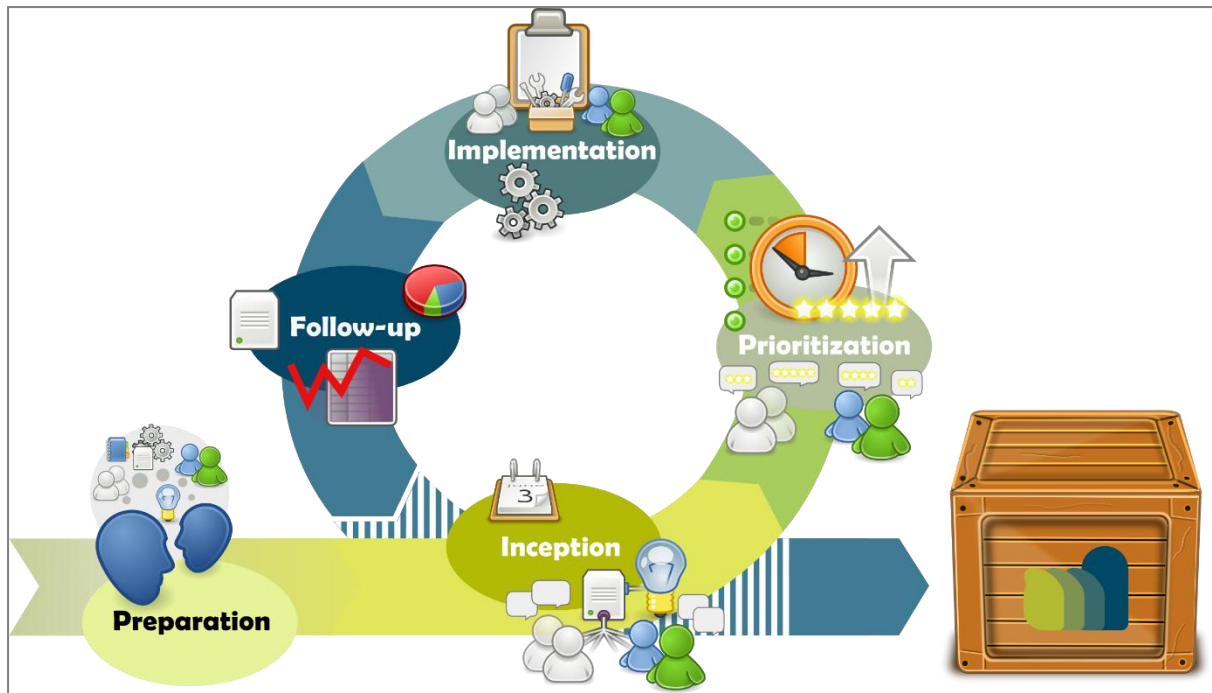 Implementation
Follow-up
Prioritization
3
Inception
Preparation